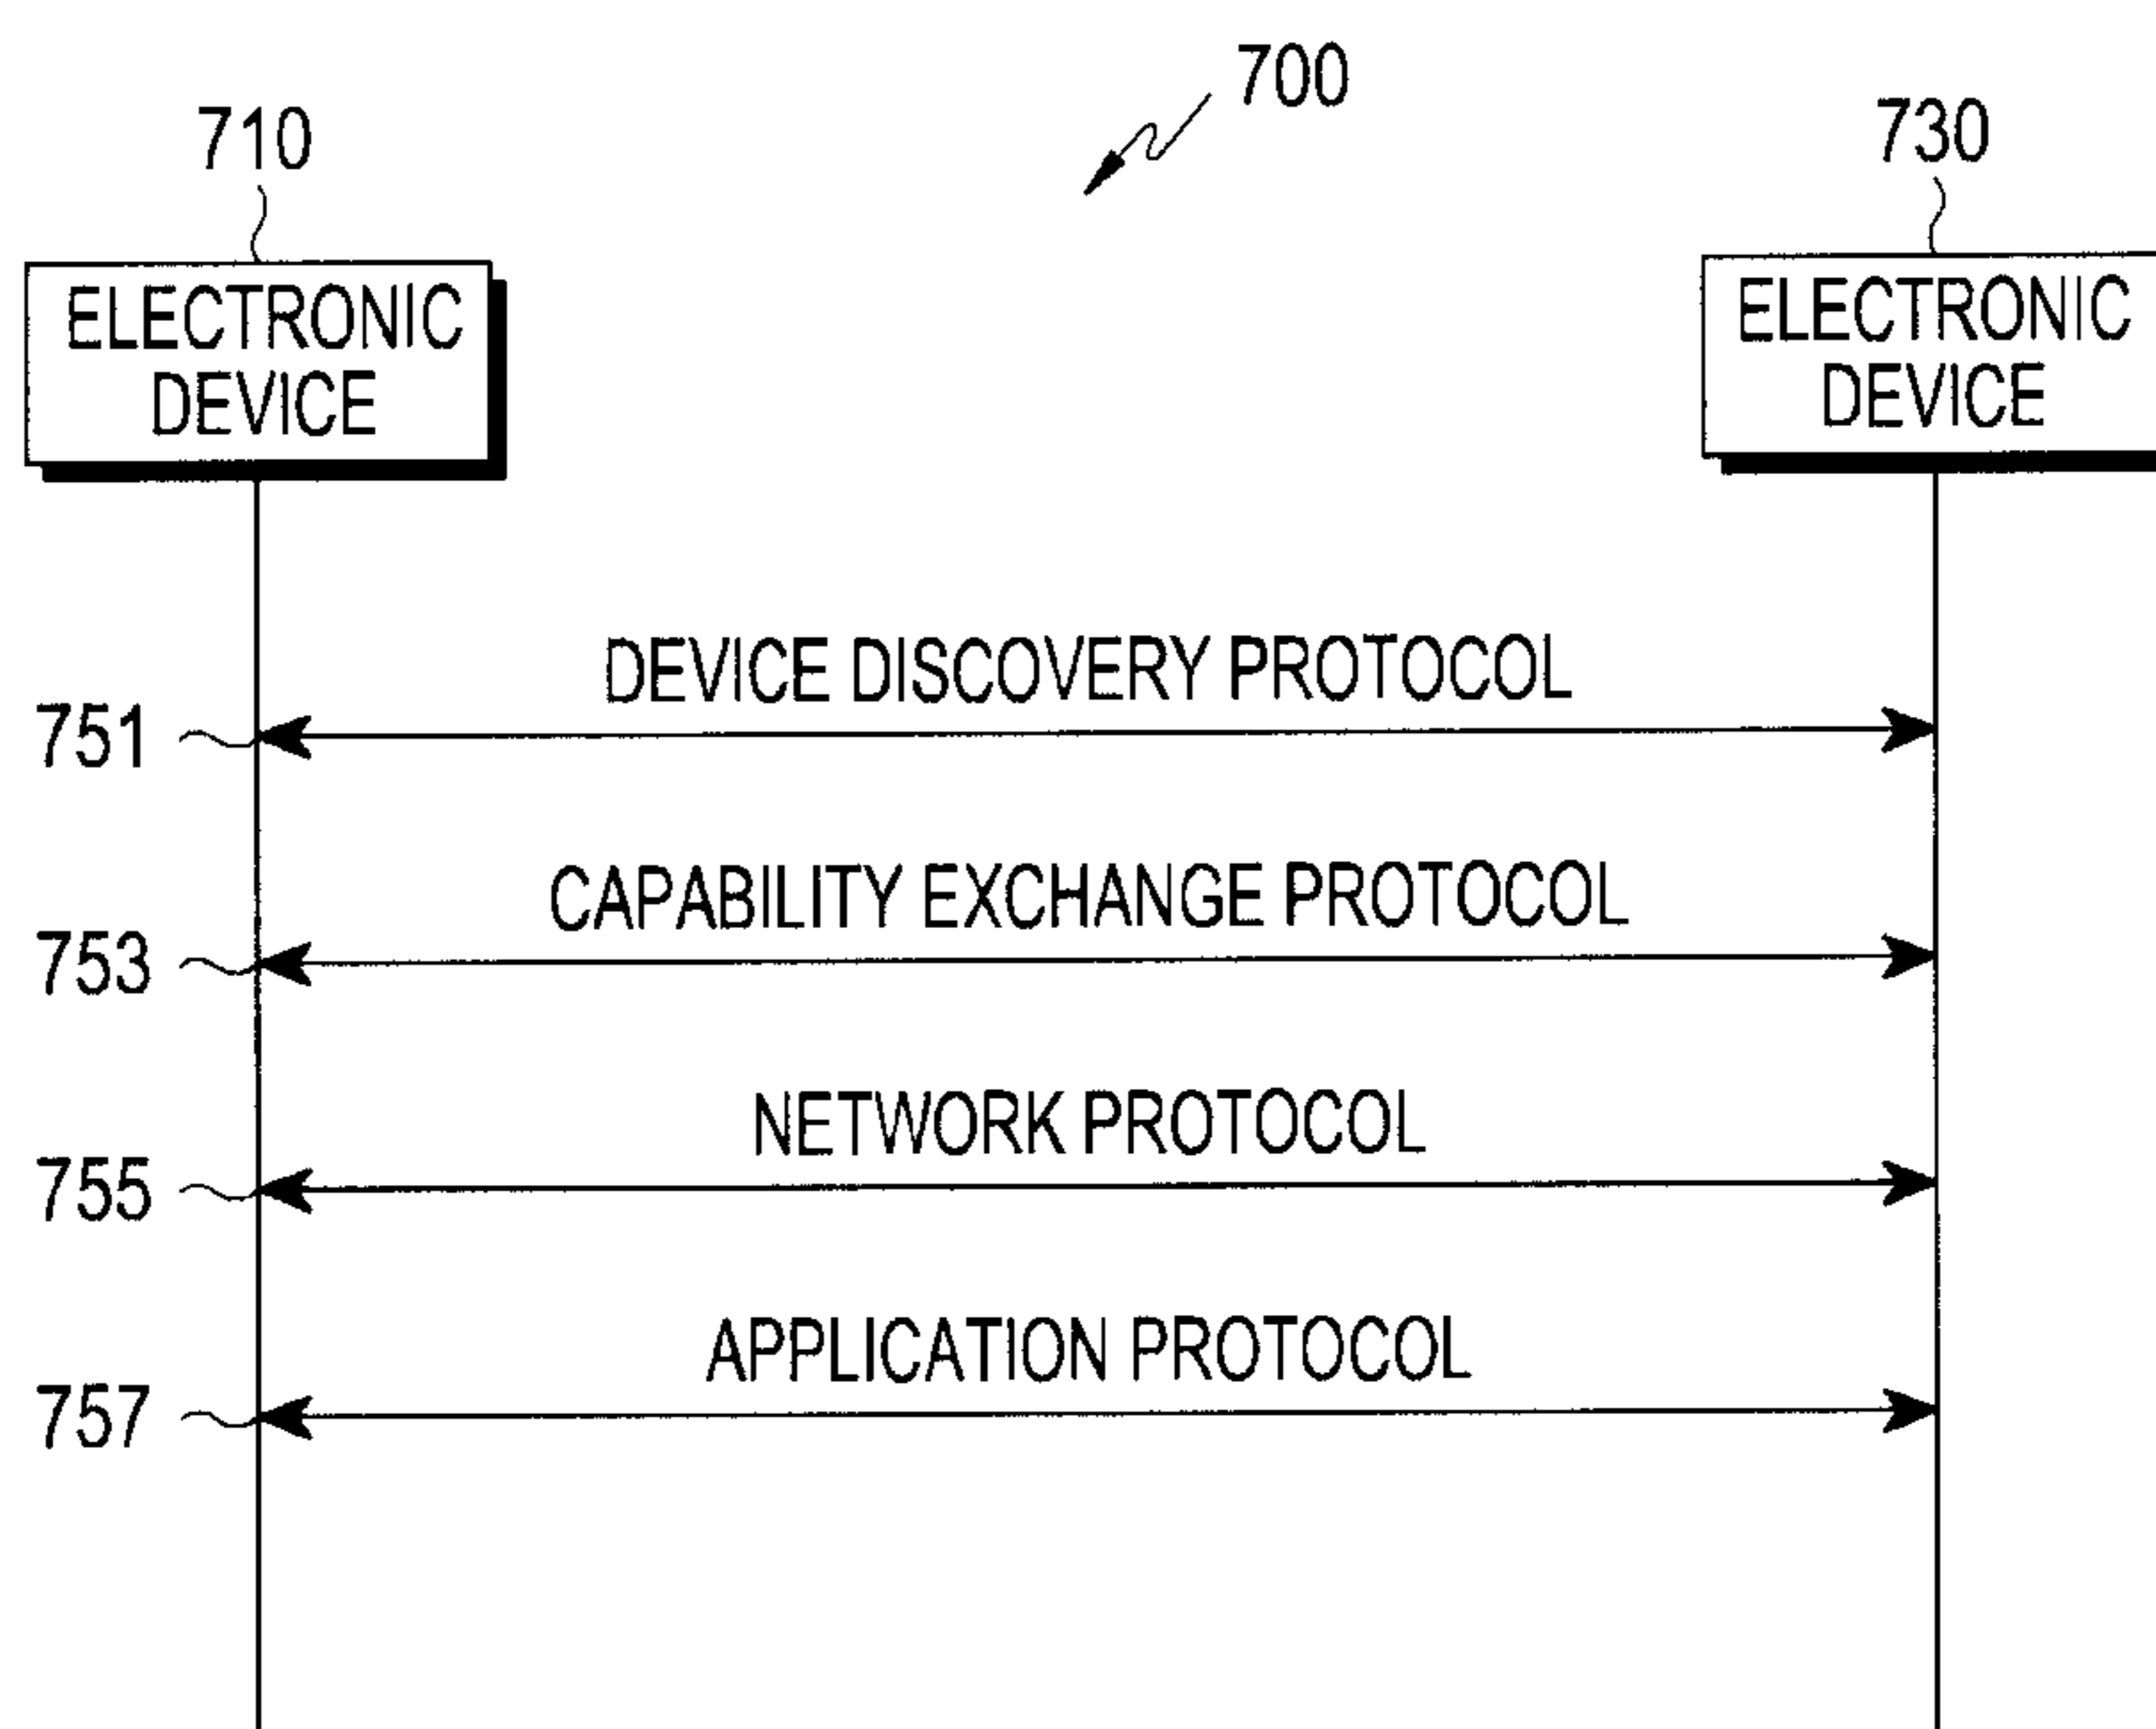 700
710
730
ELECTRONIC
DEVICE
ELECTRONIC
DEVICE
DEVICE DISCOVERY PROTOCOL
751
CAPABILITY EXCHANGE PROTOCOL
753
NETWORK PROTOCOL
755
APPLICATION PROTOCOL
757